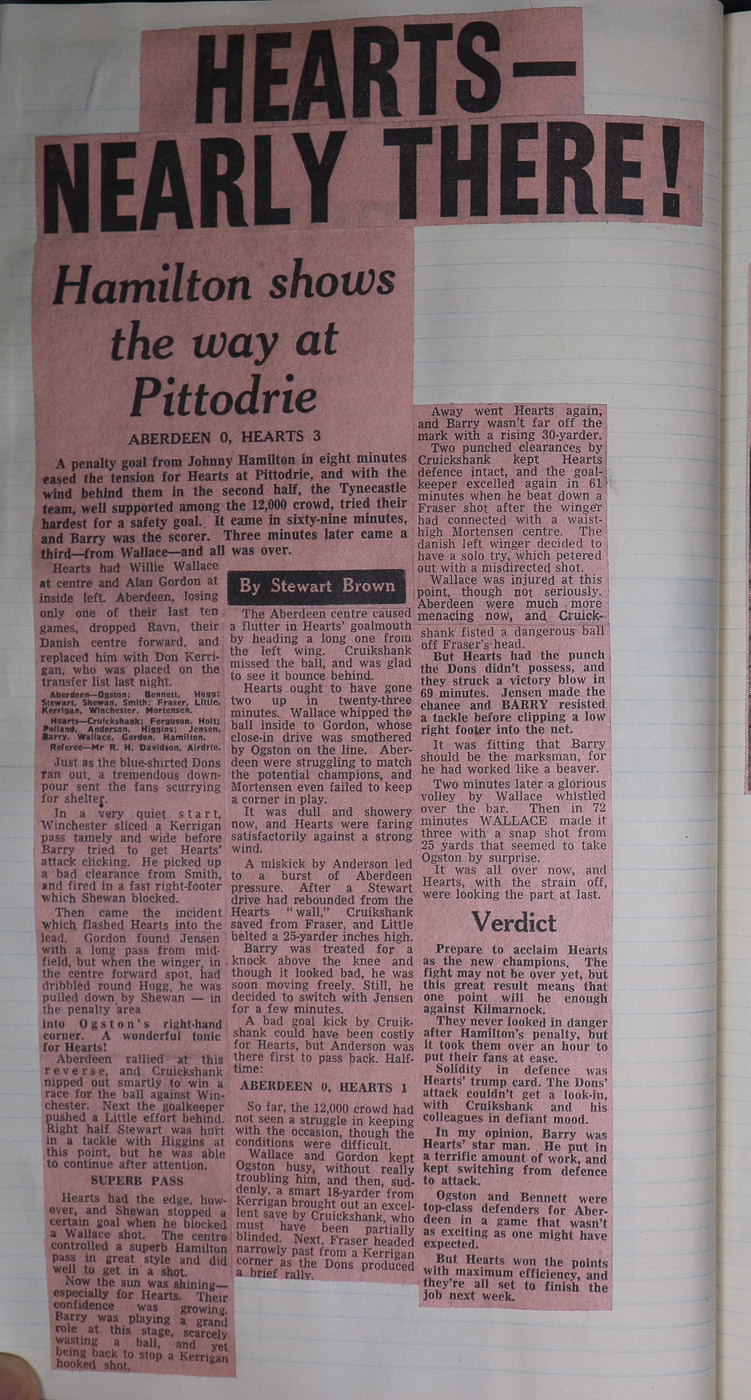 HEARTS—
NEARLY THERE!
Hamilton shows
the way at
Pittodrie
ABERDEEN 0, HEARTS 3
A penalty goal from Johnny Hamilton in eight minutes
eased the tension for Hearts at Pittodrie, and with the
wind behind them in the second half, the Tynecastle
team, well supported among the 12,000 crowd, tried their
hardest for a safety goal. It came in sixty-nine minutes,
and Barry was the scorer. Three minutes later came a
third—from Wallace—and all was over.
Hearts had Willie Wallace
at centre and Alan Gordon at
inside left. Aberdeen, losing
only one of their last ten
games, dropped Ravn, their
Danish centre forward, and
replaced him with Don Kerri-
gan, who was placed on the
transfer list last night.
Aberdeen—Ogston; Bennett, Hogg;
Stewart, Shewan, Smith; Fraser, Little,
Kerrigan, Winchester, Mortensen.
Hearts—Cruickshank; Ferguson, Holt;
Polland, Anderson, Higgins; Jensen,
Barry, Wallace, Gordon, Hamilton.
Referee—Mr R. H. Davidson, Airdrie.
Just as the blue-shirted Dons
ran out, a tremendous down-
pour sent the fans scurrying
for shelter.
In a very quiet start,
Winchester sliced a Kerrigan
pass tamely and wide before
Barry tried to get Hearts'
attack clicking. He picked up
a bad clearance from Smith,
and fired in a fast right-footer
which Shewan blocked.
Then came the incident
which flashed Hearts into the
lead. Gordon found Jensen
with a long pass from mid-
field, but when the winger, in
the centre forward spot, had
dribbled round Hogg, he was
pulled down by Shewan — in
the penalty area
into Ogston's right-hand
corner. A wonderful tonic
for Hearts!
Aberdeen rallied at this
reverse, and Cruickshank
nipped out smartly to win a
race for the ball against Win-
chester. Next the goalkeeper
pushed a Little effort behind.
Right half Stewart was hurt
in a tackle with Higgins at
this point, but he was able
to continue after attention.
SUPERB PASS
Hearts had the edge, how-
ever, and Shewan stopped a
certain goal when he blocked
a Wallace shot. The centre
controlled a superb Hamilton
pass in great style and did
well to get in a shot.
Now the sun was shining—
especially for Hearts. Their
confidence was growing.
Barry was playing a grand
role at this stage, scarcely
wasting a ball, and yet
being back to stop a Kerrigan
hooked shot.
By Stewart Brown
The Aberdeen centre caused
a flutter in Hearts' goalmouth
by heading a long one from
the left wing. Cruikshank
missed the ball, and was glad
to see it bounce behind.
Hearts ought to have gone
two up in twenty-three
minutes. Wallace whipped the
ball inside to Gordon, whose
close-in drive was smothered
by Ogston on the line. Aber-
deen were struggling to match
the potential champions, and
Mortensen even failed to keep
a corner in play.
It was dull and showery
now, and Hearts were faring
satisfactorily against a strong
wind.
A miskick by Anderson led
to a burst of Aberdeen
pressure. After a Stewart
drive had rebounded from the
Hearts "wall," Cruikshank
saved from Fraser, and Little
belted a 25-yarder inches high.
Barry was treated for a
knock above the knee and
though it looked bad, he was
soon moving freely. Still, he
decided to switch with Jensen
for a few minutes.
A bad goal kick by Cruik-
shank could have been costly
for Hearts, but Anderson was
there first to pass back. Half-
time:
ABERDEEN 0, HEARTS 1
So far, the 12,000 crowd had
not seen a struggle in keeping
with the occasion, though the
conditions were difficult.
Wallace and Gordon kept
Ogston busy, without really
troubling him, and then, sud-
denly, a smart 18-yarder from
Kerrigan brought out an excel-
lent save by Cruickshank, who
must have been partially
blinded. Next, Fraser headed
narrowly past from a Kerrigan
corner as the Dons produced
a brief rally.
Away went Hearts again,
and Barry wasn't far off the
mark with a rising 30-yarder.
Two punched clearances by
Cruickshank kept Hearts
defence intact, and the goal-
keeper excelled again in 61
minutes when he beat down a
Fraser shot after the winger
had connected with a waist-
high Mortensen centre. The
danish left winger decided to
have a solo try, which petered
out with a misdirected shot.
Wallace was injured at this
point, though not seriously.
Aberdeen were much more
menacing now, and Cruick-
shank fisted a dangerous ball
off Fraser's head.
But Hearts had the punch
the Dons didn't possess, and
they struck a victory blow in
69 minutes. Jensen made the
chance and BARRY resisted
a tackle before clipping a low
right footer into the net.
It was fitting that Barry
should be the marksman, for
he had worked like a beaver.
Two minutes later a glorious
volley by Wallace whistled
over the bar. Then in 72
minutes WALLACE made it
three with a snap shot from
25 yards that seemed to take
Ogston by surprise.
It was all over now, and
Hearts, with the strain off,
were looking the part at last.
Verdict
Prepare to acclaim Hearts
as the new champions. The
fight may not be over yet, but
this great result means that
one point will be enough
against Kilmarnock.
They never looked in danger
after Hamilton's penalty, but
it took them over an hour to
put their fans at ease.
Solidity in defence was
Hearts' trump card. The Dons'
attack couldn't get a look-in,
with Cruikshank and his
colleagues in defiant mood.
In my opinion, Barry was
Hearts' star man. He put in
a terrific amount of work, and
kept switching from defence
to attack.
Ogston and Bennett were
top-class defenders for Aber-
deen in a game that wasn't
as exciting as one might have
expected.
But Hearts won the points
with maximum efficiency, and
they're all set to finish the
job next week.